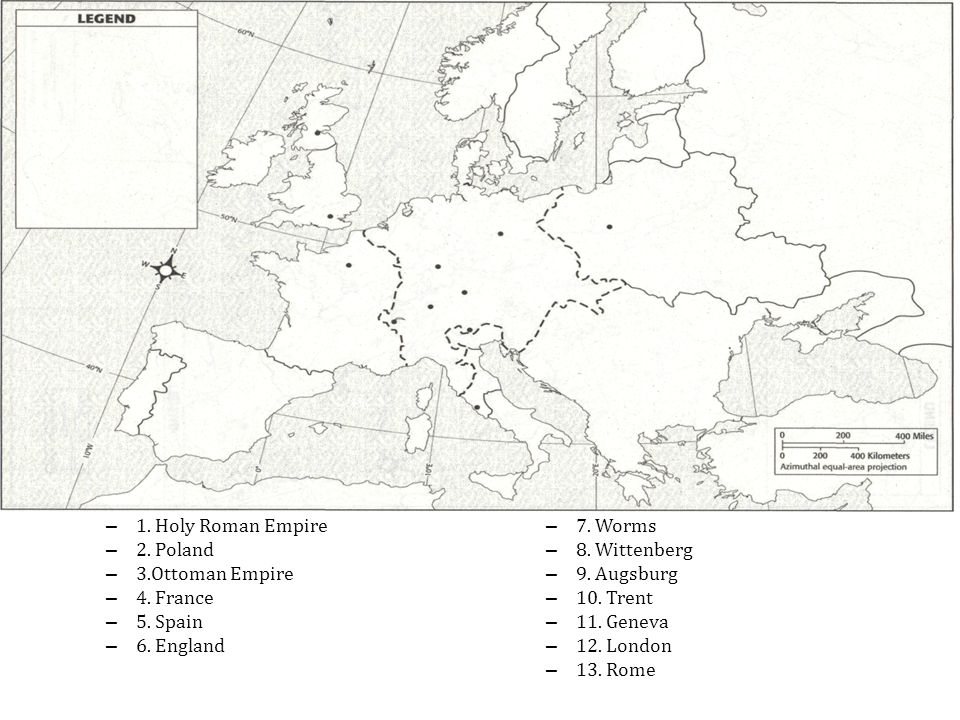 LEGEND
60°N
50°N
N
W
E
S
40°N
10°W
0°
10°E
20°E
0 200 400 Miles
0 200 400 Kilometers
Azimuthal equal-area projection
– 1. Holy Roman Empire
– 2. Poland
– 3.Ottoman Empire
– 4. France
– 5. Spain
– 6. England
– 7. Worms
– 8. Wittenberg
– 9. Augsburg
– 10. Trent
– 11. Geneva
– 12. London
– 13. Rome